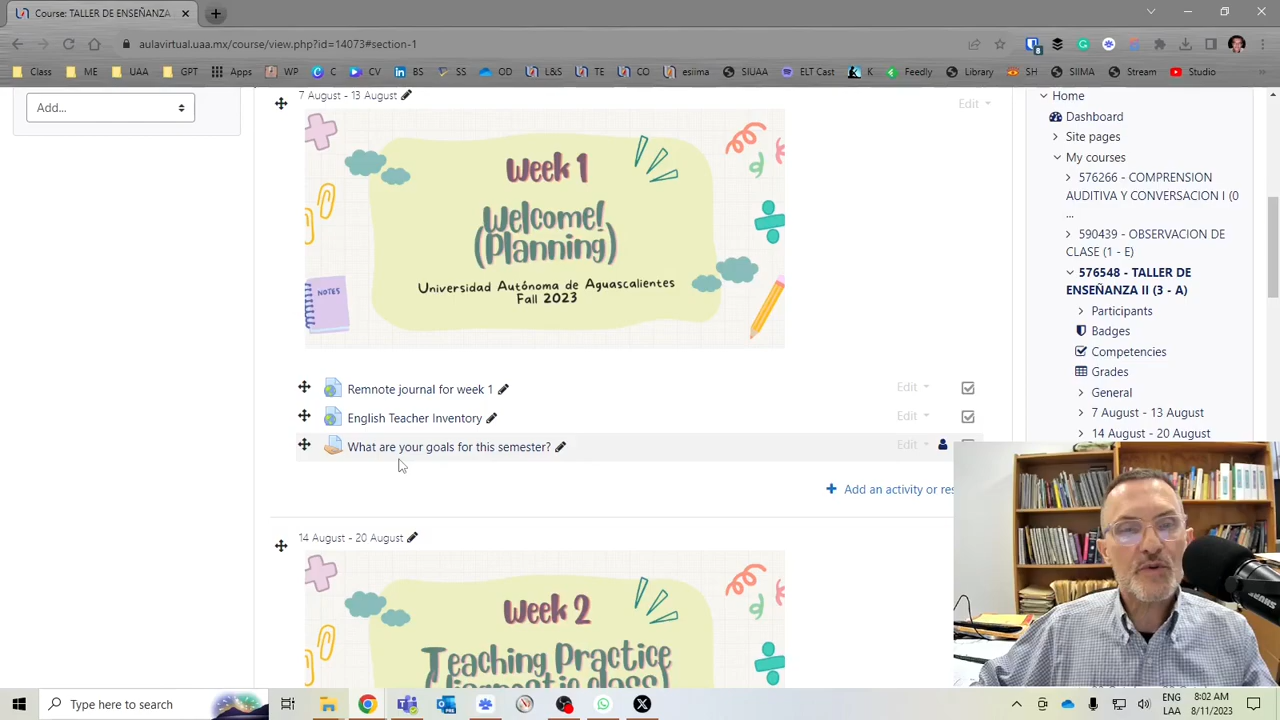 Course: TALLER DE ENSEÑANZA
aulavirtual.uaa.mx/course/view.php?id=14073#section-1
8
Class ME UAA GPT Apps WP C CV BS SS OD L&S TE CO esiima SIUAA ELT Cast K Feedly Library SH SIIMA Stream Studio
Add...
7 August - 13 August
Edit
Week 1
Welcome!
(Planning)
Universidad Autónoma de Aguascalientes
Fall 2023
NOTES
Remnote journal for week 1
Edit
English Teacher Inventory
Edit
What are your goals for this semester?
Edit
Add an activity or res
14 August - 20 August
Week 2
Teaching Practice
(diagnostic class)
Home
Dashboard
Site pages
My courses
576266 - COMPRENSION
AUDITIVA Y CONVERSACION I (0
...
590439 - OBSERVACION DE
CLASE (1 - E)
576548 - TALLER DE
ENSEÑANZA II (3 - A)
Participants
Badges
Competencies
Grades
General
7 August - 13 August
14 August - 20 August
Type here to search
ENG
LAA
8:02 AM
8/11/2023